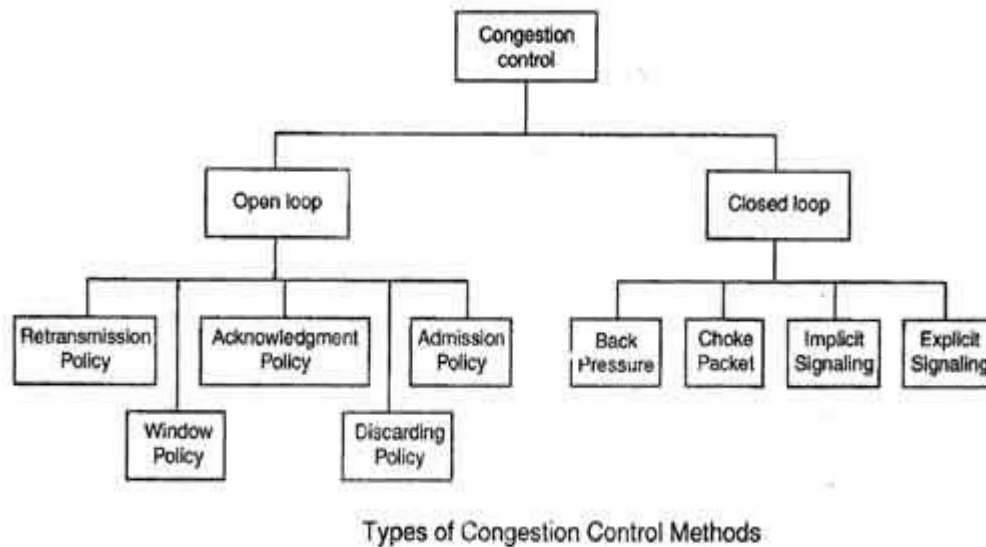 Congestion
control
Open loop
Closed loop
Retransmission
Policy
Acknowledgment
Policy
Admission
Policy
Back
Pressure
Choke
Packet
Implicit
Signaling
Explicit
Signaling
Window
Policy
Discarding
Policy
Types of Congestion Control Methods